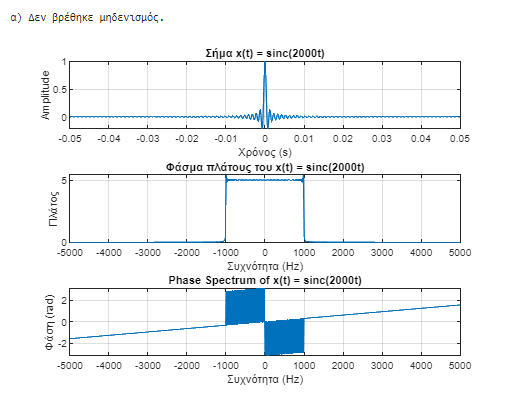 α) Δεν βρέθηκε μηδενισμός.
Σήμα x(t) = sinc(2000t)
Amplitude
1
0.5
0
-0.05 -0.04 -0.03 -0.02 -0.01 0 0.01 0.02 0.03 0.04 0.05
Χρόνος (s)
Φάσμα πλάτους του x(t) = sinc(2000t)
Πλάτος
5
0
-5000 -4000 -3000 -2000 -1000 0 1000 2000 3000 4000 5000
Συχνότητα (Hz)
Phase Spectrum of x(t) = sinc(2000t)
Φάση (rad)
2
0
-2
-5000 -4000 -3000 -2000 -1000 0 1000 2000 3000 4000 5000
Συχνότητα (Hz)